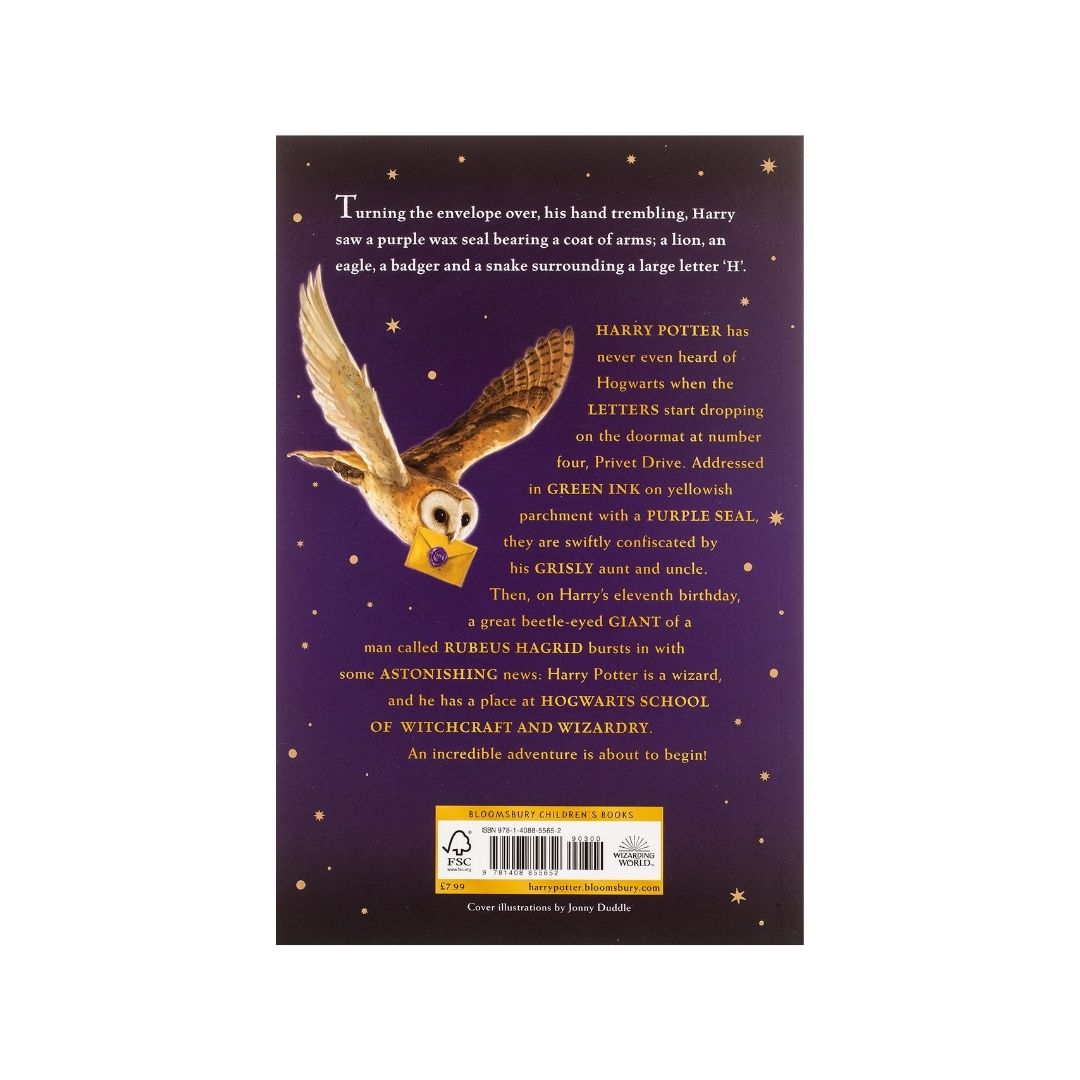 Turning the envelope over, his hand trembling, Harry
saw a purple wax seal bearing a coat of arms; a lion, an
eagle, a badger and a snake surrounding a large letter ‘H’.
HARRY POTTER has
never even heard of
Hogwarts when the
LETTERS start dropping
on the doormat at number
four, Privet Drive. Addressed
in GREEN INK on yellowish
parchment with a PURPLE SEAL,
they are swiftly confiscated by
his GRISLY aunt and uncle.
Then, on Harry’s eleventh birthday,
a great beetle-eyed GIANT of a
man called RUBEUS HAGRID bursts in with
some ASTONISHING news: Harry Potter is a wizard,
and he has a place at HOGWARTS SCHOOL
OF WITCHCRAFT AND WIZARDRY.
An incredible adventure is about to begin!
BLOOMSBURY CHILDREN'S BOOKS
ISBN 978-1-4088-5565-2
90300
FSC
www.fsc.org
9 781408 855652
WIZARDING
WORLD™
£7.99
harrypotter.bloomsbury.com
Cover illustrations by Jonny Duddle